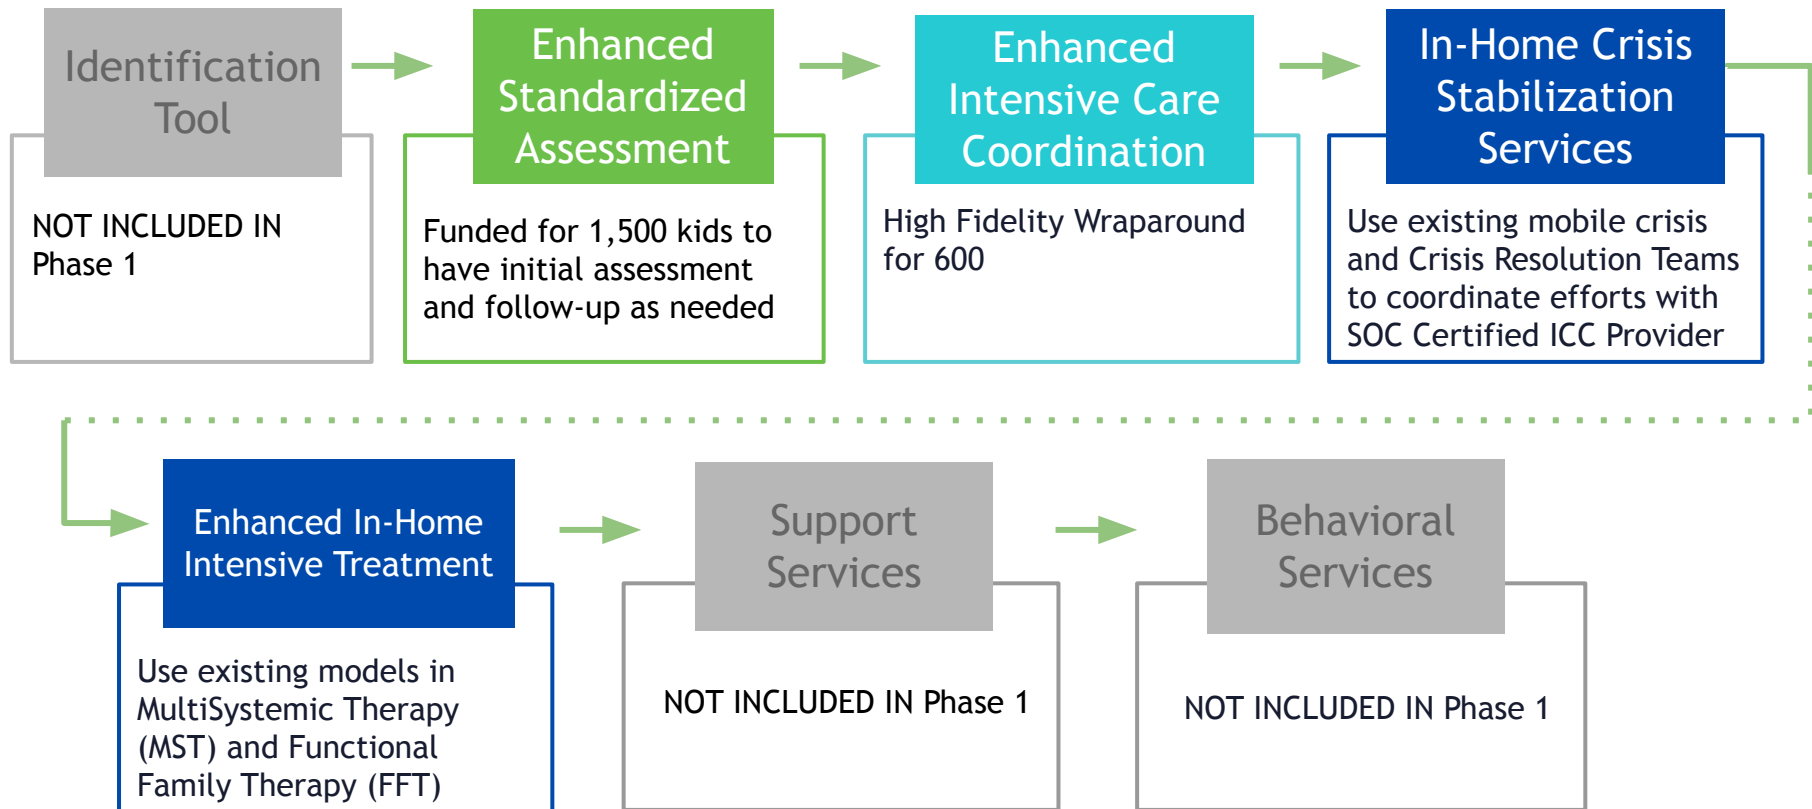 Identification
Tool
NOT INCLUDED IN
Phase 1
Enhanced
Standardized
Assessment
Funded for 1,500 kids to
have initial assessment
and follow-up as needed
Enhanced
Intensive Care
Coordination
High Fidelity Wraparound
for 600
In-Home Crisis
Stabilization
Services
Use existing mobile crisis
and Crisis Resolution Teams
to coordinate efforts with
SOC Certified ICC Provider
Enhanced In-Home
Intensive Treatment
Use existing models in
MultiSystemic Therapy
(MST) and Functional
Family Therapy (FFT)
Support
Services
NOT INCLUDED IN Phase 1
Behavioral
Services
NOT INCLUDED IN Phase 1